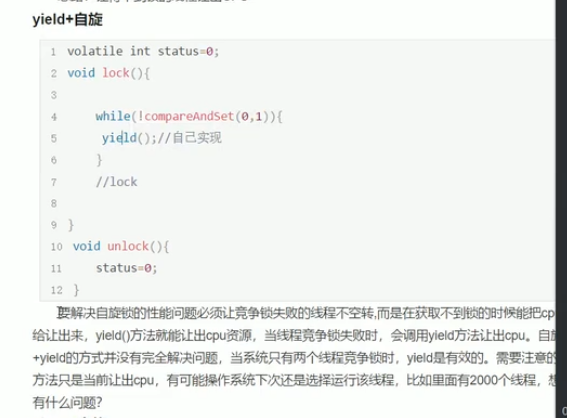 yield+自旋
1 volatile int status=0;
2 void lock(){
3
4 while(!compareAndSet(0,1)){
5 yield();//自己实现
6 }
7 //lock
8
9 }
10 void unlock(){
11 status=0;
12 }
要解决自旋锁的性能问题必须让竞争锁失败的线程不空转,而是在获取不到锁的时候能把cpu
给让出来，yield()方法就能让出cpu资源，当线程竞争锁失败时，会调用yield方法让出cpu。自旋
+yield的方式并没有完全解决问题，当系统只有两个线程竞争锁时，yield是有效的。需要注意的
方法只是当前让出cpu，有可能操作系统下次还是选择运行该线程，比如里面有2000个线程，想
有什么问题?